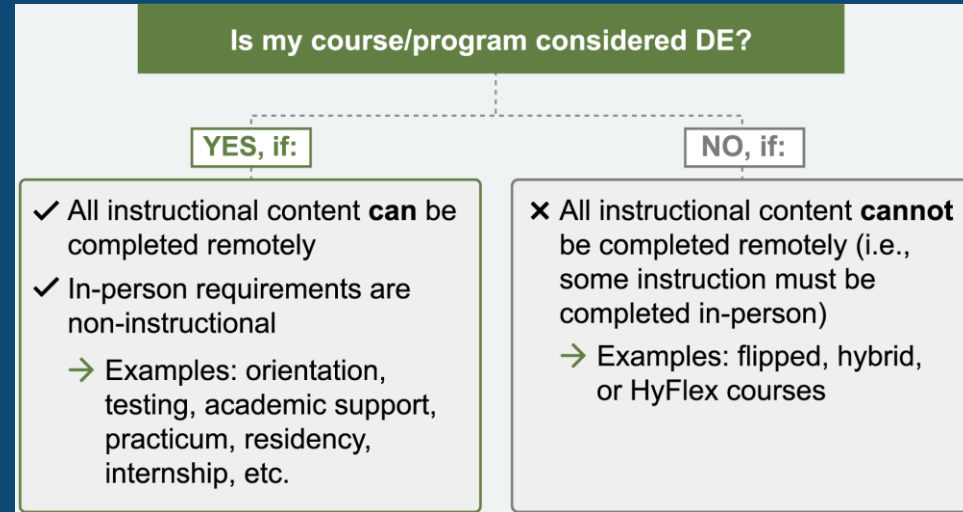 Is my course/program considered DE?
YES, if:
✓ All instructional content can be
completed remotely
✓ In-person requirements are
non-instructional
→ Examples: orientation,
testing, academic support,
practicum, residency,
internship, etc.
NO, if:
× All instructional content cannot
be completed remotely (i.e.,
some instruction must be
completed in-person)
→ Examples: flipped, hybrid,
or HyFlex courses